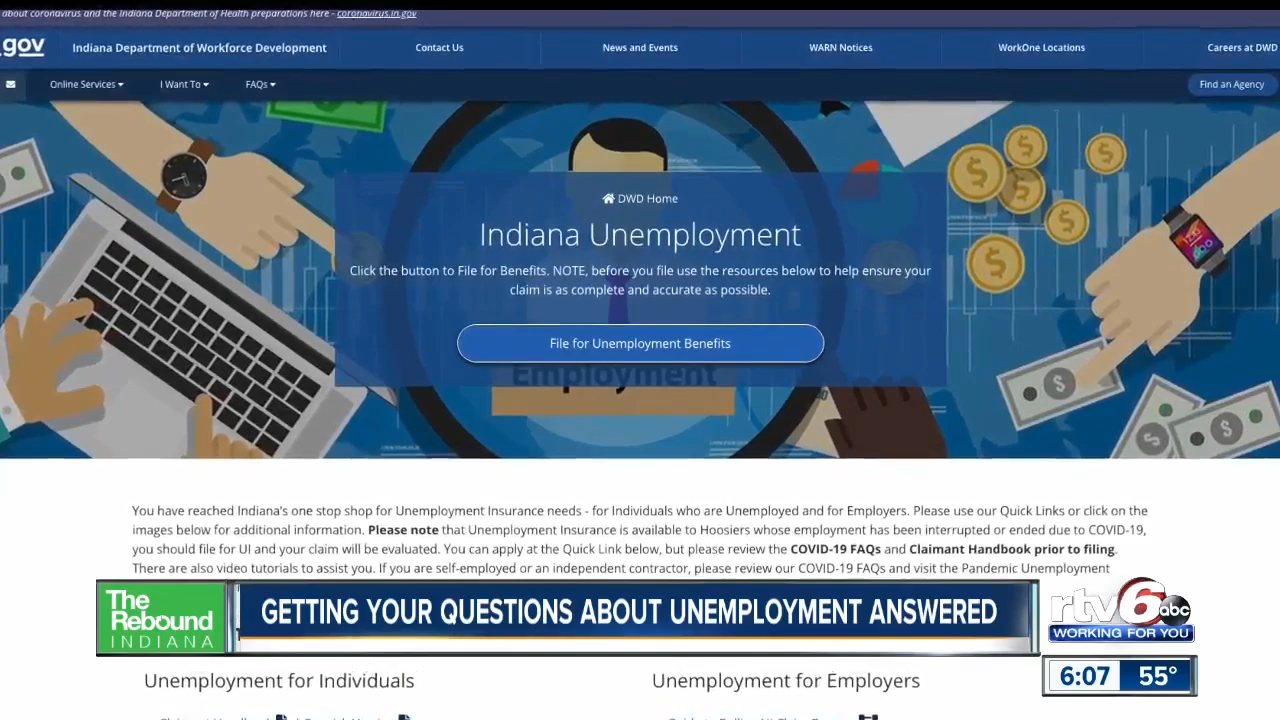 about coronavirus and the Indiana Department of Health preparations here - coronavirus.in.gov
.gov
Indiana Department of Workforce Development
Contact Us
News and Events
WARN Notices
WorkOne Locations
Careers at DWD
Online Services
I Want To
FAQs
Find an Agency
DWD Home
Indiana Unemployment
Click the button to File for Benefits. NOTE, before you file use the resources below to help ensure your
claim is as complete and accurate as possible.
File for Unemployment Benefits
Employment
You have reached Indiana's one stop shop for Unemployment Insurance needs - for Individuals who are Unemployed and for Employers. Please use our Quick Links or click on the
images below for additional information. Please note that Unemployment Insurance is available to Hoosiers whose employment has been interrupted or ended due to COVID-19,
you should file for UI and your claim will be evaluated. You can apply at the Quick Link below, but please review the COVID-19 FAQs and Claimant Handbook prior to filing.
There are also video tutorials to assist you. If you are self-employed or an independent contractor, please review our COVID-19 FAQs and visit the Pandemic Unemployment
The
Rebound
INDIANA
GETTING YOUR QUESTIONS ABOUT UNEMPLOYMENT ANSWERED
rtv6 abc
WORKING FOR YOU
6:07 55°
Unemployment for Individuals
Unemployment for Employers